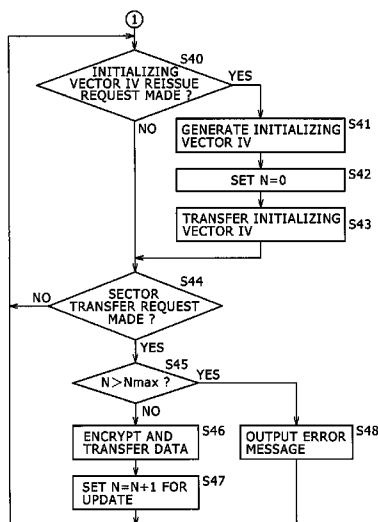 1
S40
INITIALIZING
VECTOR IV REISSUE
REQUEST MADE ?
YES
NO
S41
GENERATE INITIALIZING
VECTOR IV
S42
SET N=0
S43
TRANSFER INITIALIZING
VECTOR IV
S44
SECTOR
TRANSFER REQUEST
MADE ?
NO
YES
S45
N>Nmax ?
YES
NO
S46
ENCRYPT AND
TRANSFER DATA
S48
OUTPUT ERROR
MESSAGE
S47
SET N=N+1 FOR
UPDATE